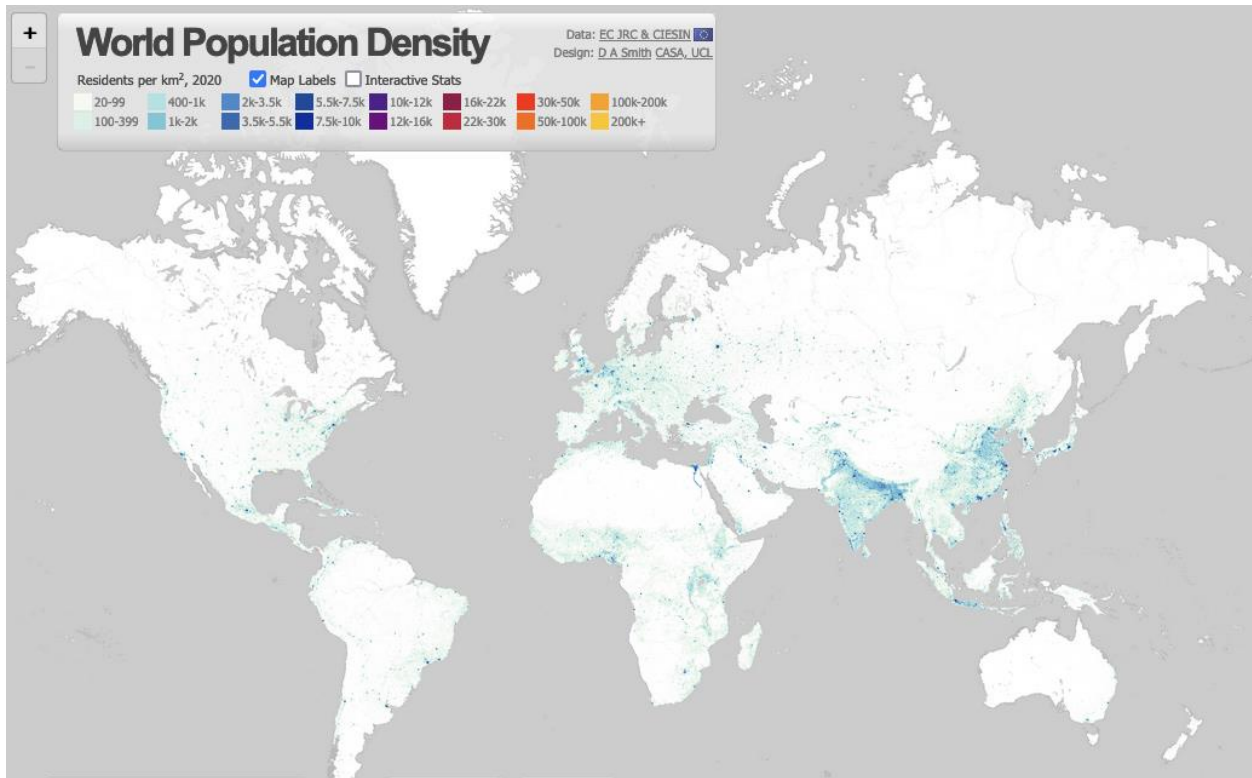 +
World Population Density
Data: EC JRC & CIESIN
−
Design: D A Smith CASA, UCL
Residents per km², 2020 Map Labels Interactive Stats
20-99 400-1k 2k-3.5k 5.5k-7.5k 10k-12k 16k-22k 30k-50k 100k-200k
100-399 1k-2k 3.5k-5.5k 7.5k-10k 12k-16k 22k-30k 50k-100k 200k+